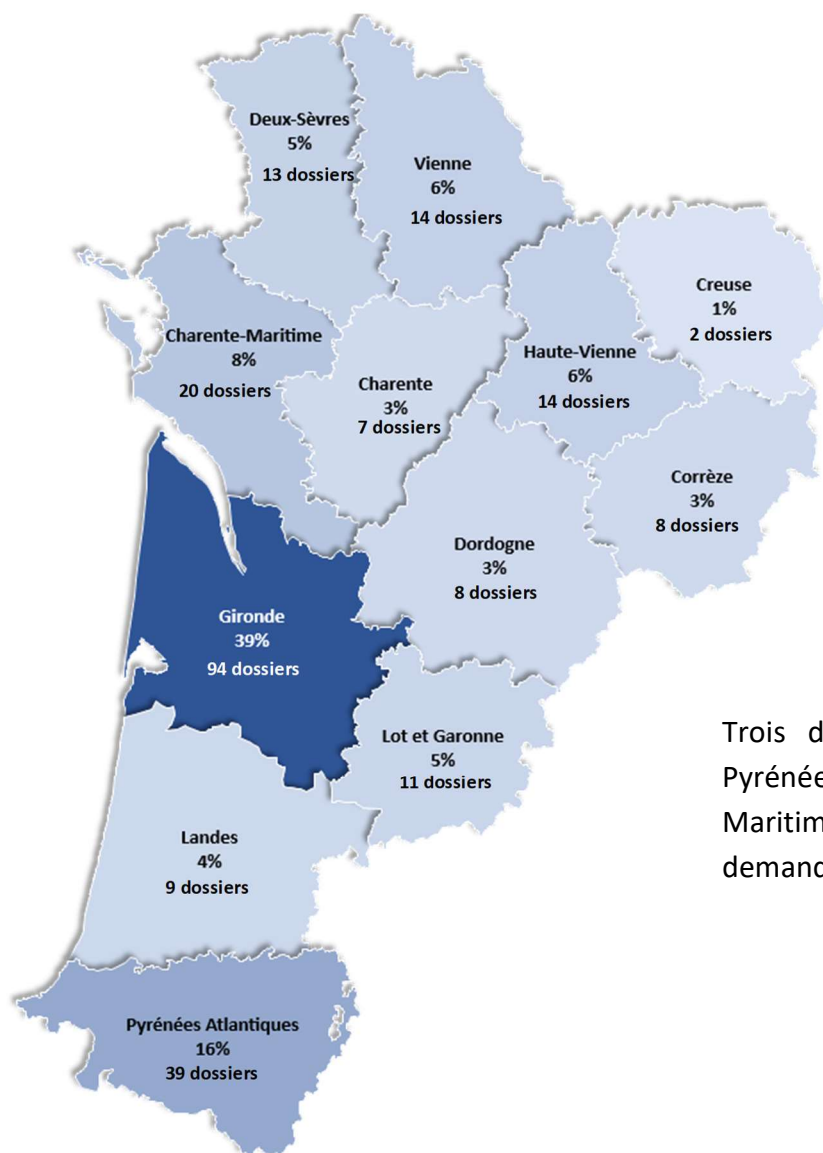 Deux-Sèvres
5%
13 dossiers
Vienne
6%
14 dossiers
Creuse
1%
2 dossiers
Charente-Maritime
8%
20 dossiers
Charente
3%
7 dossiers
Haute-Vienne
6%
14 dossiers
Corrèze
3%
8 dossiers
Dordogne
3%
8 dossiers
Gironde
39%
94 dossiers
Lot et Garonne
5%
11 dossiers
Landes
4%
9 dossiers
Pyrénées Atlantiques
16%
39 dossiers
Trois d
Pyrénée
Maritim
demand